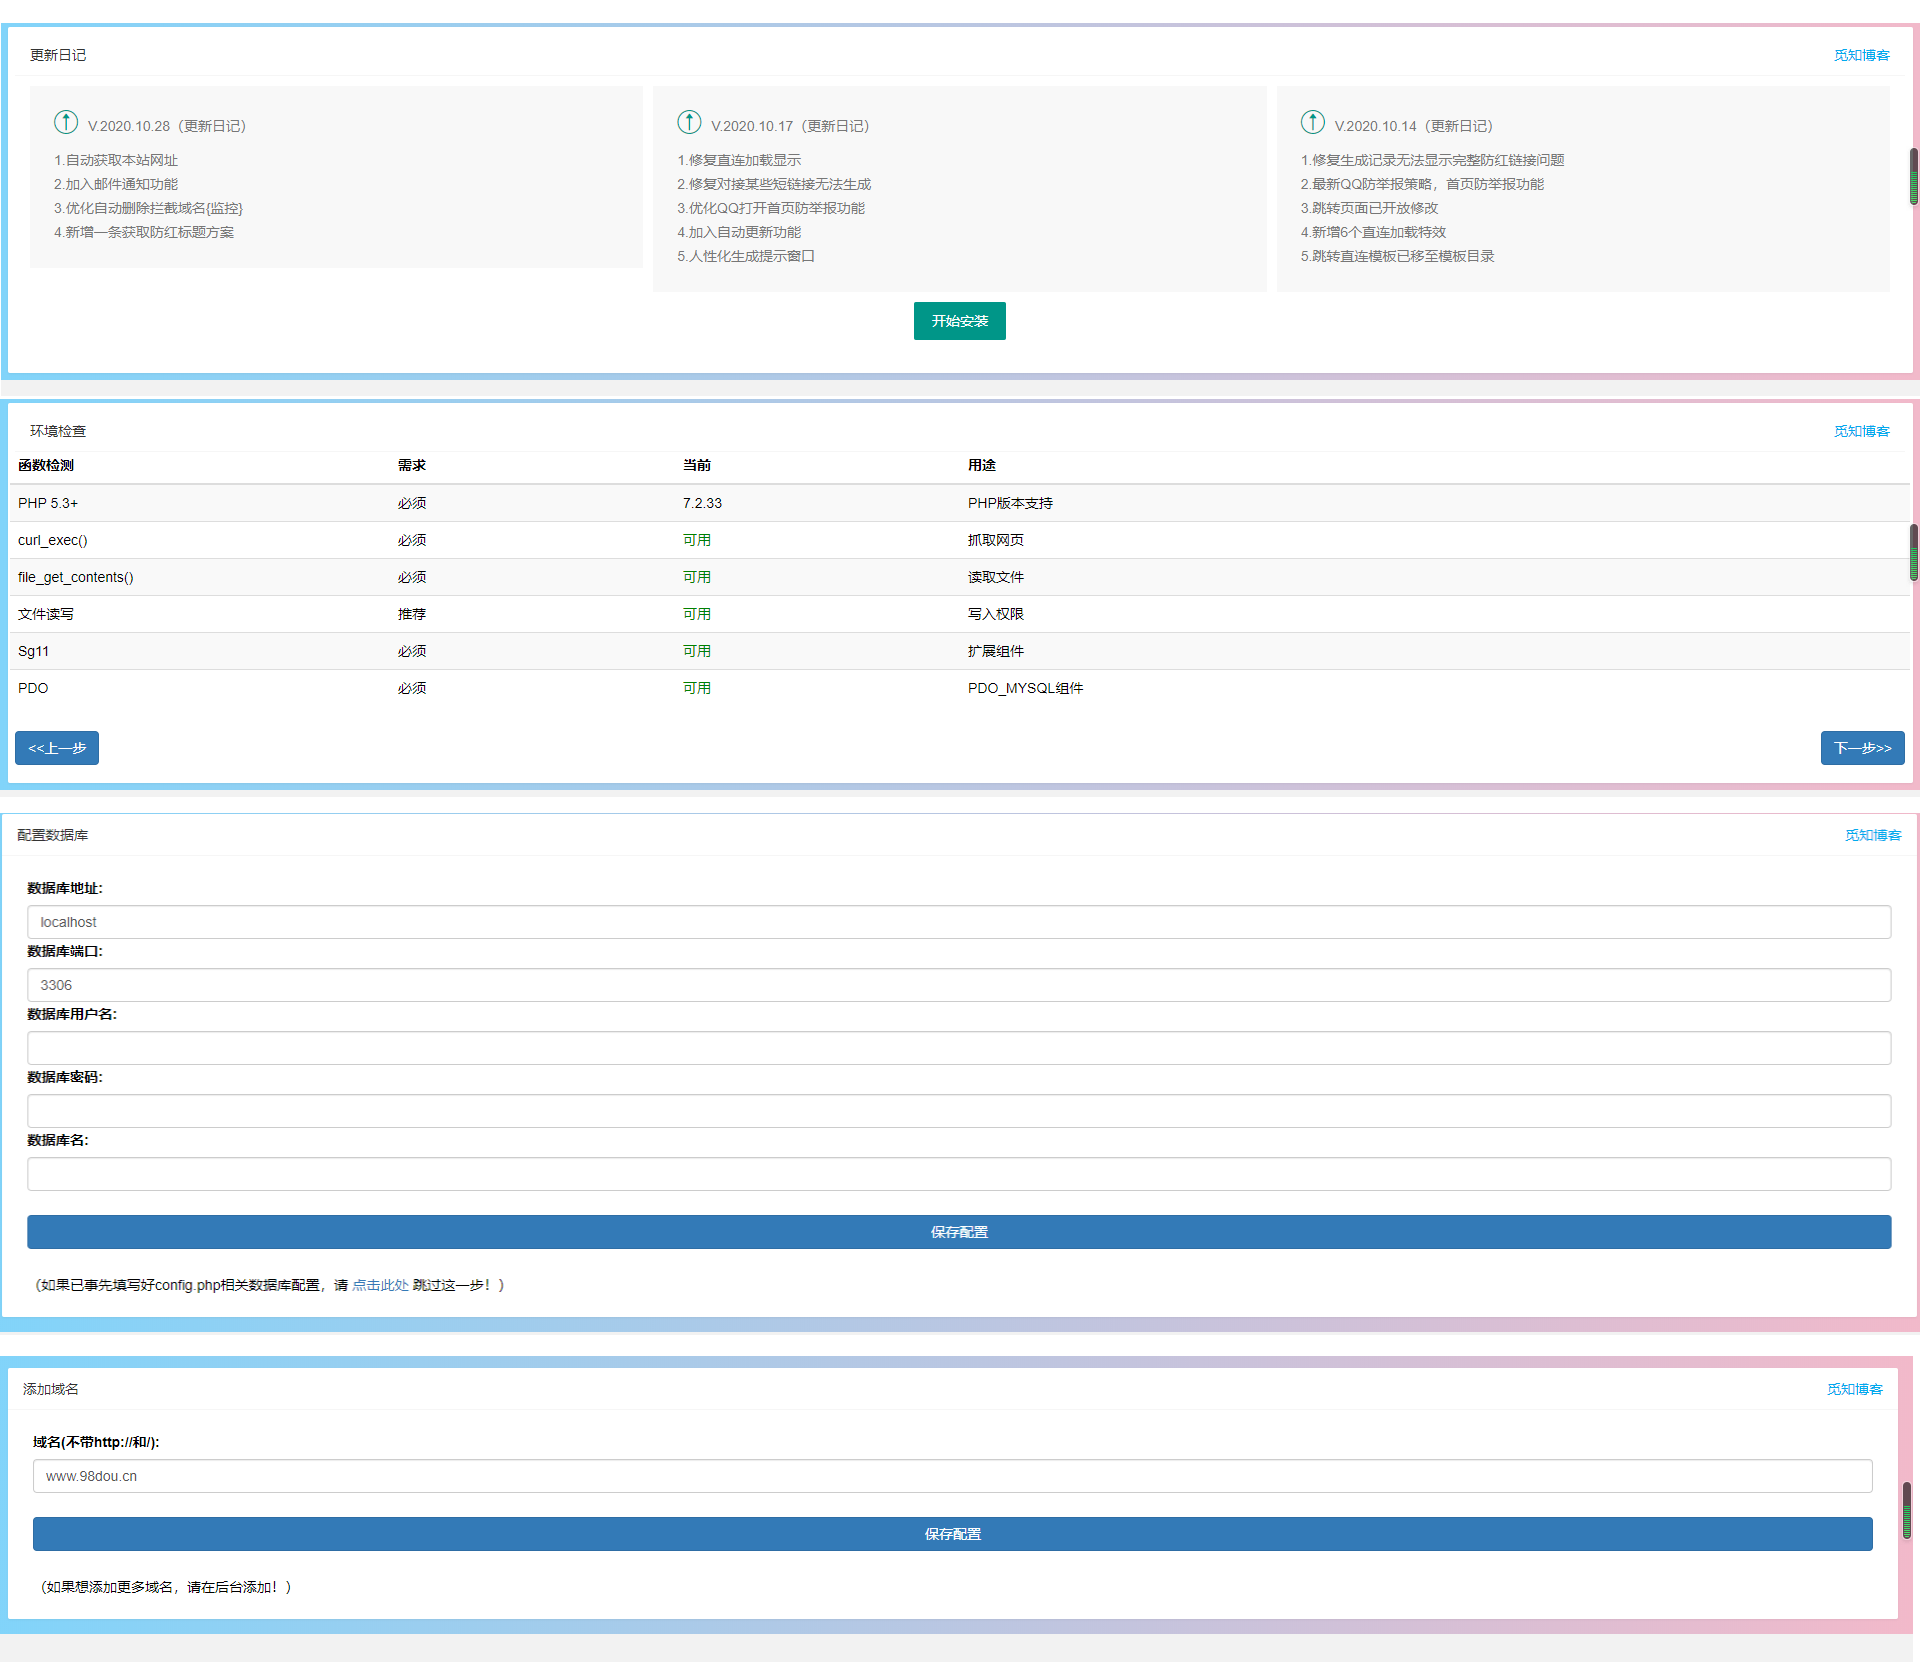 更新日记
觅知博客
V.2020.10.28（更新日记）
1.自动获取本站网址
2.加入邮件通知功能
3.优化自动删除拦截域名{监控}
4.新增一条获取防红标题方案
V.2020.10.17（更新日记）
1.修复直连加载显示
2.修复对接某些短链接无法生成
3.优化QQ打开首页防举报功能
4.加入自动更新功能
5.人性化生成提示窗口
V.2020.10.14（更新日记）
1.修复生成记录无法显示完整防红链接问题
2.最新QQ防举报策略，首页防举报功能
3.跳转页面已开放修改
4.新增6个直连加载特效
5.跳转直连模板已移至模板目录
开始安装
环境检查
觅知博客
函数检测 需求 当前 用途
PHP 5.3+ 必须 7.2.33 PHP版本支持
curl_exec() 必须 可用 抓取网页
file_get_contents() 必须 可用 读取文件
文件读写 推荐 可用 写入权限
Sg11 必须 可用 扩展组件
PDO 必须 可用 PDO_MYSQL组件
<<上一步
下一步>>
配置数据库
觅知博客
数据库地址:
localhost
数据库端口:
3306
数据库用户名:
数据库密码:
数据库名:
保存配置
（如果已事先填写好config.php相关数据库配置，请 点击此处 跳过这一步！）
添加域名
觅知博客
域名(不带http://和/):
www.98dou.cn
保存配置
（如果想添加更多域名，请在后台添加！）